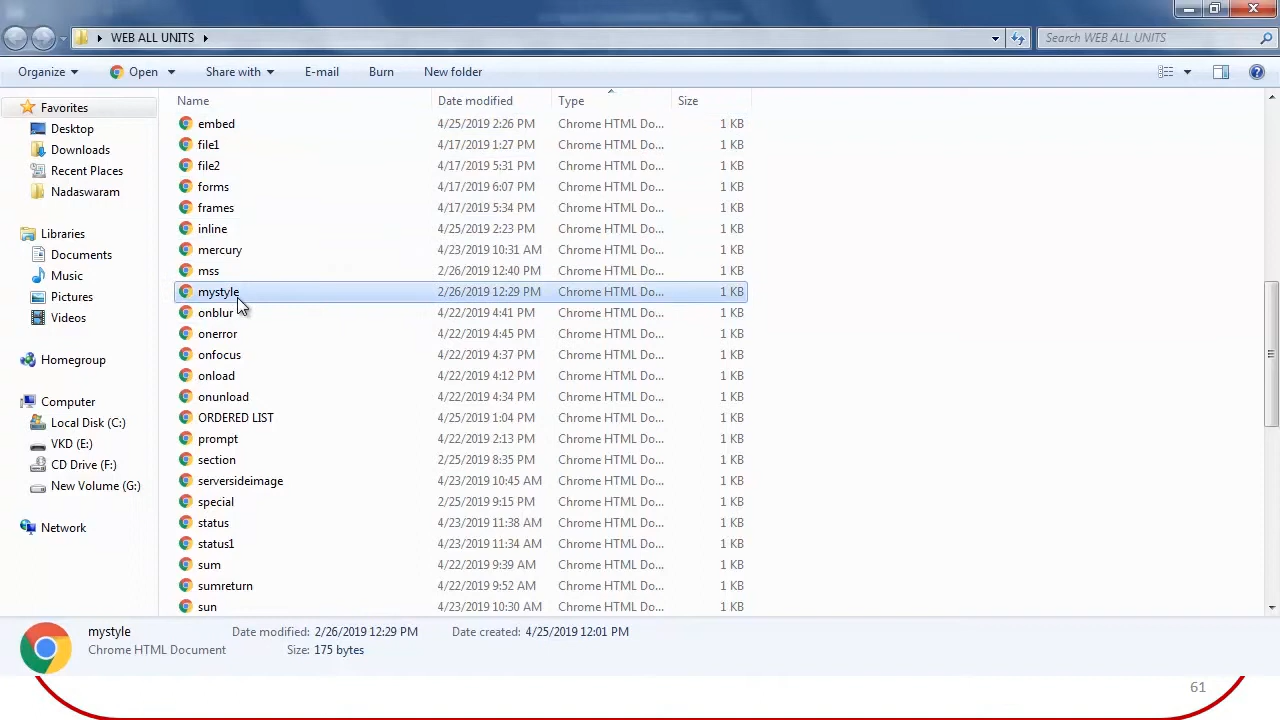 WEB ALL UNITS
Search WEB ALL UNITS
Organize Open Share with E-mail Burn New folder
Name Date modified Type Size
Favorites
Desktop
Downloads
Recent Places
Nadaswaram
Libraries
Documents
Music
Pictures
Videos
Homegroup
Computer
Local Disk (C:)
VKD (E:)
CD Drive (F:)
New Volume (G:)
Network
embed 4/25/2019 2:26 PM Chrome HTML Do... 1 KB
file1 4/17/2019 1:27 PM Chrome HTML Do... 1 KB
file2 4/17/2019 5:31 PM Chrome HTML Do... 1 KB
forms 4/17/2019 6:07 PM Chrome HTML Do... 1 KB
frames 4/17/2019 5:34 PM Chrome HTML Do... 1 KB
inline 4/25/2019 2:23 PM Chrome HTML Do... 1 KB
mercury 4/23/2019 10:31 AM Chrome HTML Do... 1 KB
mss 2/26/2019 12:40 PM Chrome HTML Do... 1 KB
mystyle 2/26/2019 12:29 PM Chrome HTML Do... 1 KB
onblur 4/22/2019 4:41 PM Chrome HTML Do... 1 KB
onerror 4/22/2019 4:45 PM Chrome HTML Do... 1 KB
onfocus 4/22/2019 4:37 PM Chrome HTML Do... 1 KB
onload 4/22/2019 4:12 PM Chrome HTML Do... 1 KB
onunload 4/22/2019 4:34 PM Chrome HTML Do... 1 KB
ORDERED LIST 4/25/2019 1:04 PM Chrome HTML Do... 1 KB
prompt 4/22/2019 2:13 PM Chrome HTML Do... 1 KB
section 2/25/2019 8:35 PM Chrome HTML Do... 1 KB
serversideimage 4/23/2019 10:45 AM Chrome HTML Do... 1 KB
special 2/25/2019 9:15 PM Chrome HTML Do... 1 KB
status 4/23/2019 11:38 AM Chrome HTML Do... 1 KB
status1 4/23/2019 11:34 AM Chrome HTML Do... 1 KB
sum 4/22/2019 9:39 AM Chrome HTML Do... 1 KB
sumreturn 4/22/2019 9:52 AM Chrome HTML Do... 1 KB
sun 4/23/2019 10:30 AM Chrome HTML Do... 1 KB
mystyle Date modified: 2/26/2019 12:29 PM Date created: 4/25/2019 12:01 PM
Chrome HTML Document Size: 175 bytes
61